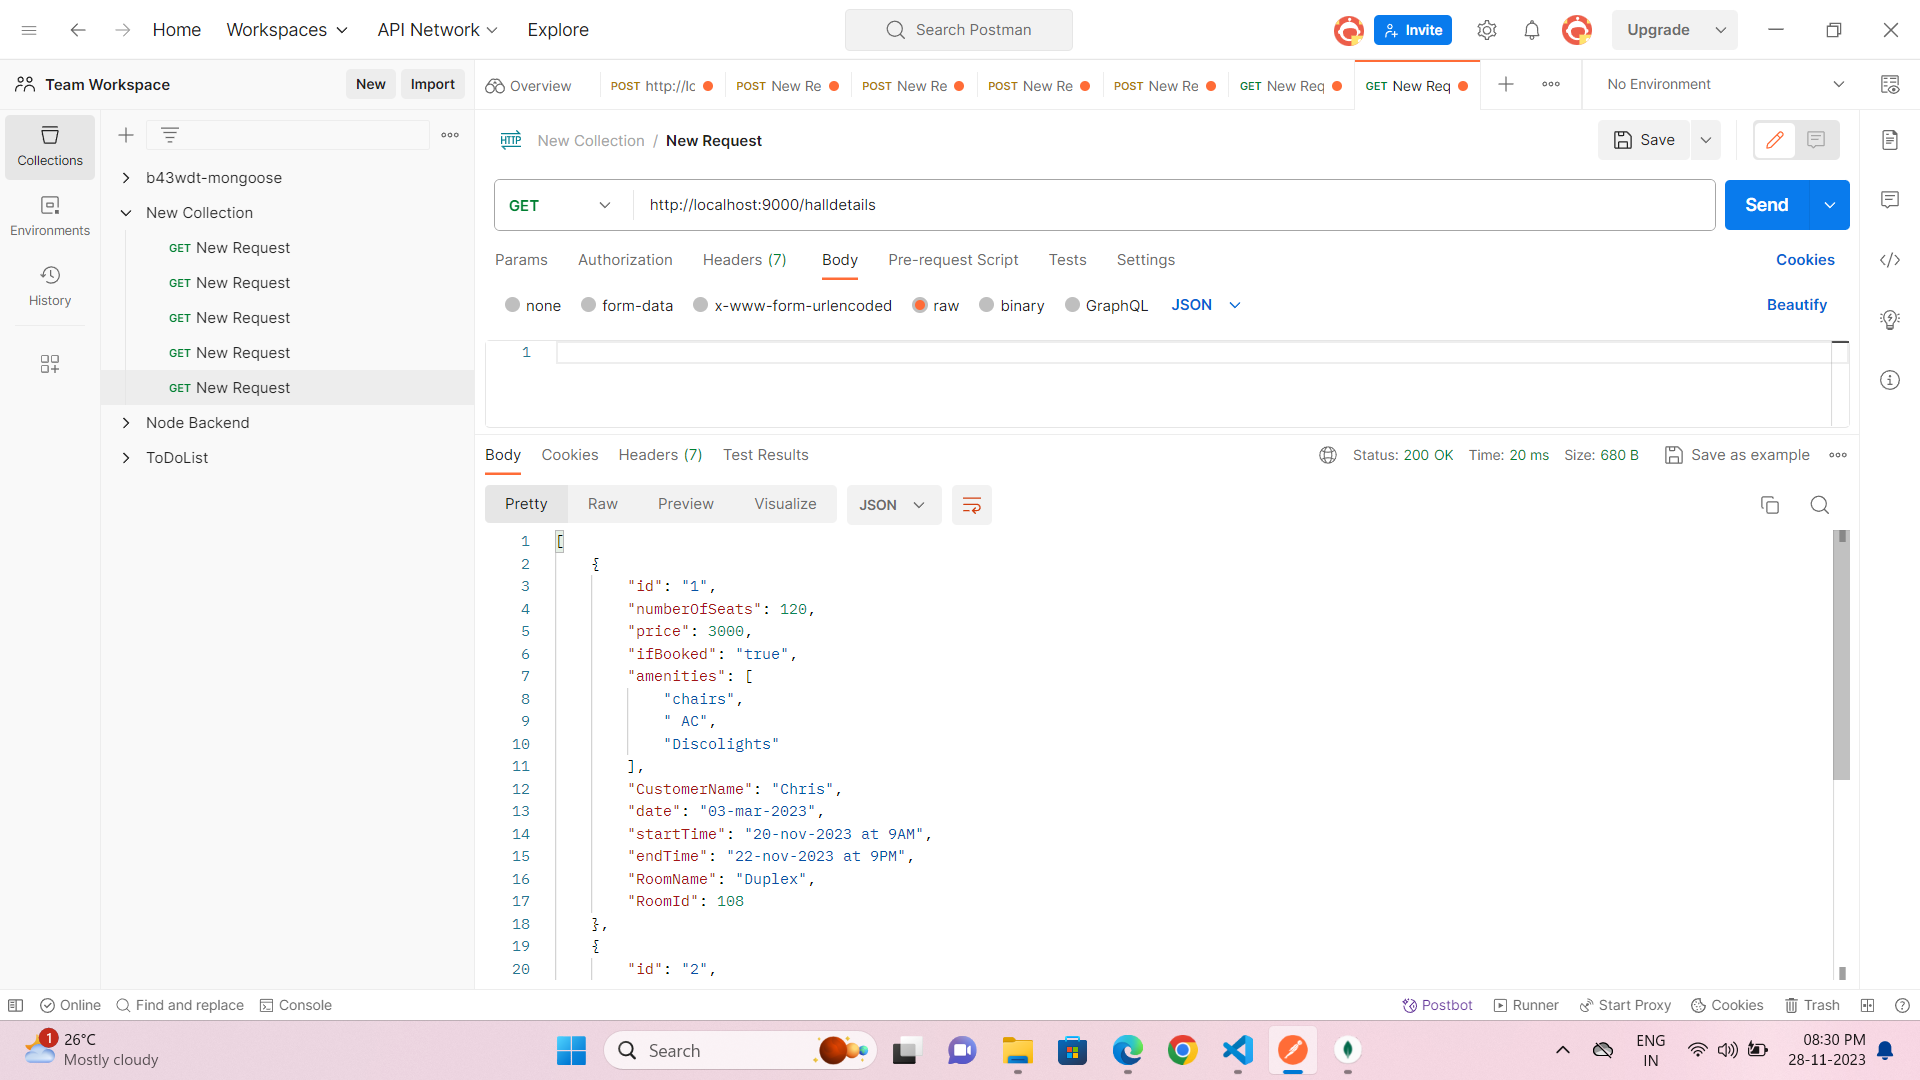 Home Workspaces API Network Explore Search Postman Invite Upgrade
Team Workspace New Import Overview POST http://lc POST New Re POST New Re POST New Re POST New Re GET New Req GET New Req No Environment
Collections
Environments
History
b43wdt-mongoose
New Collection
GET New Request
GET New Request
GET New Request
GET New Request
GET New Request
Node Backend
ToDoList
HTTP New Collection / New Request Save
GET http://localhost:9000/halldetails Send
Params Authorization Headers (7) Body Pre-request Script Tests Settings Cookies
none form-data x-www-form-urlencoded raw binary GraphQL JSON Beautify
1
Body Cookies Headers (7) Test Results Status: 200 OK Time: 20 ms Size: 680 B Save as example
Pretty Raw Preview Visualize JSON
1 [
2 {
3 "id": "1",
4 "numberOfSeats": 120,
5 "price": 3000,
6 "ifBooked": "true",
7 "amenities": [
8 "chairs",
9 " AC",
10 "Discolights"
11 ],
12 "CustomerName": "Chris",
13 "date": "03-mar-2023",
14 "startTime": "20-nov-2023 at 9AM",
15 "endTime": "22-nov-2023 at 9PM",
16 "RoomName": "Duplex",
17 "RoomId": 108
18 },
19 {
20 "id": "2",
Online Find and replace Console Postbot Runner Start Proxy Cookies Trash
1 26°C
Mostly cloudy
Search
ENG
IN
08:30 PM
28-11-2023